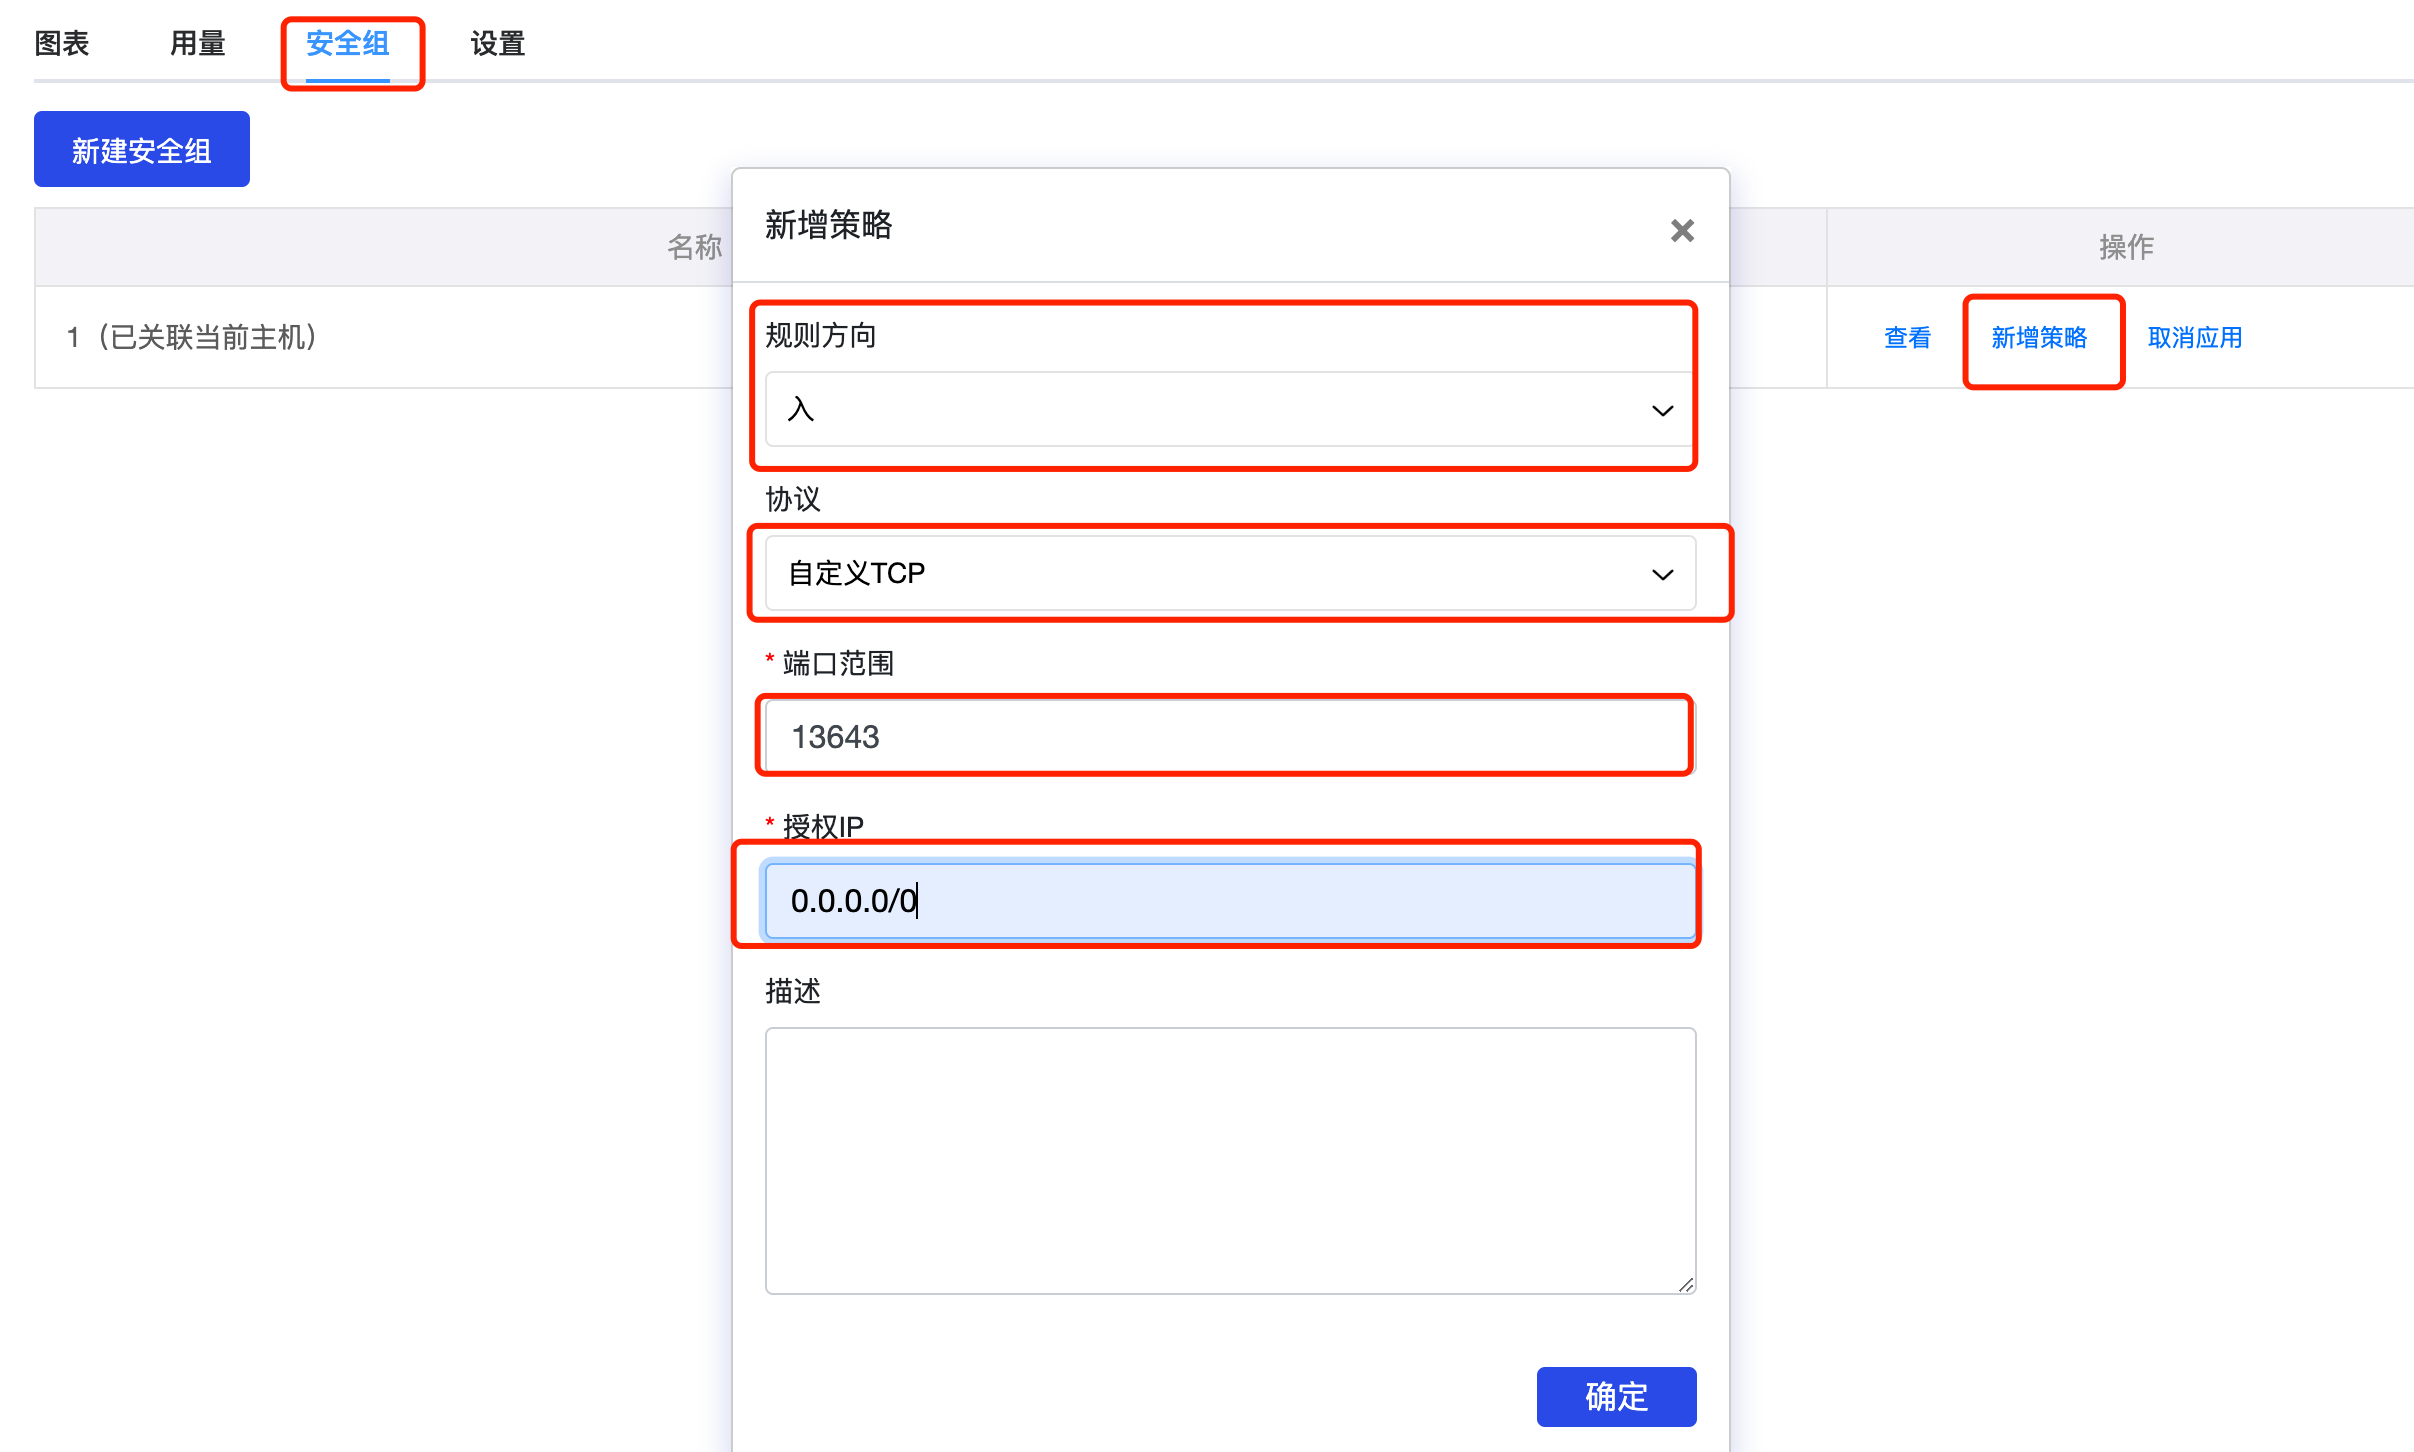 图表 用量 安全组 设置
新建安全组
名称 操作
1（已关联当前主机） 查看 新增策略 取消应用
新增策略
规则方向
入
协议
自定义TCP
* 端口范围
13643
* 授权IP
0.0.0.0/0
描述
确定